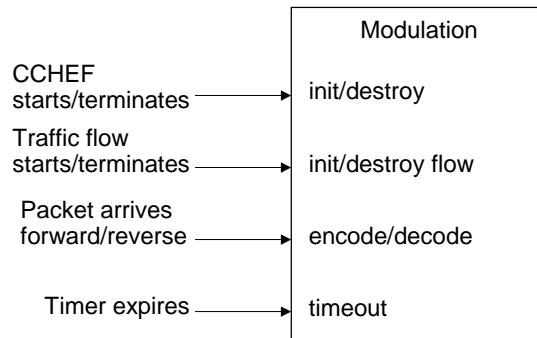 Modulation
CCHEF
starts/terminates
init/destroy
Traffic flow
starts/terminates
init/destroy flow
Packet arrives
forward/reverse
encode/decode
Timer expires
timeout